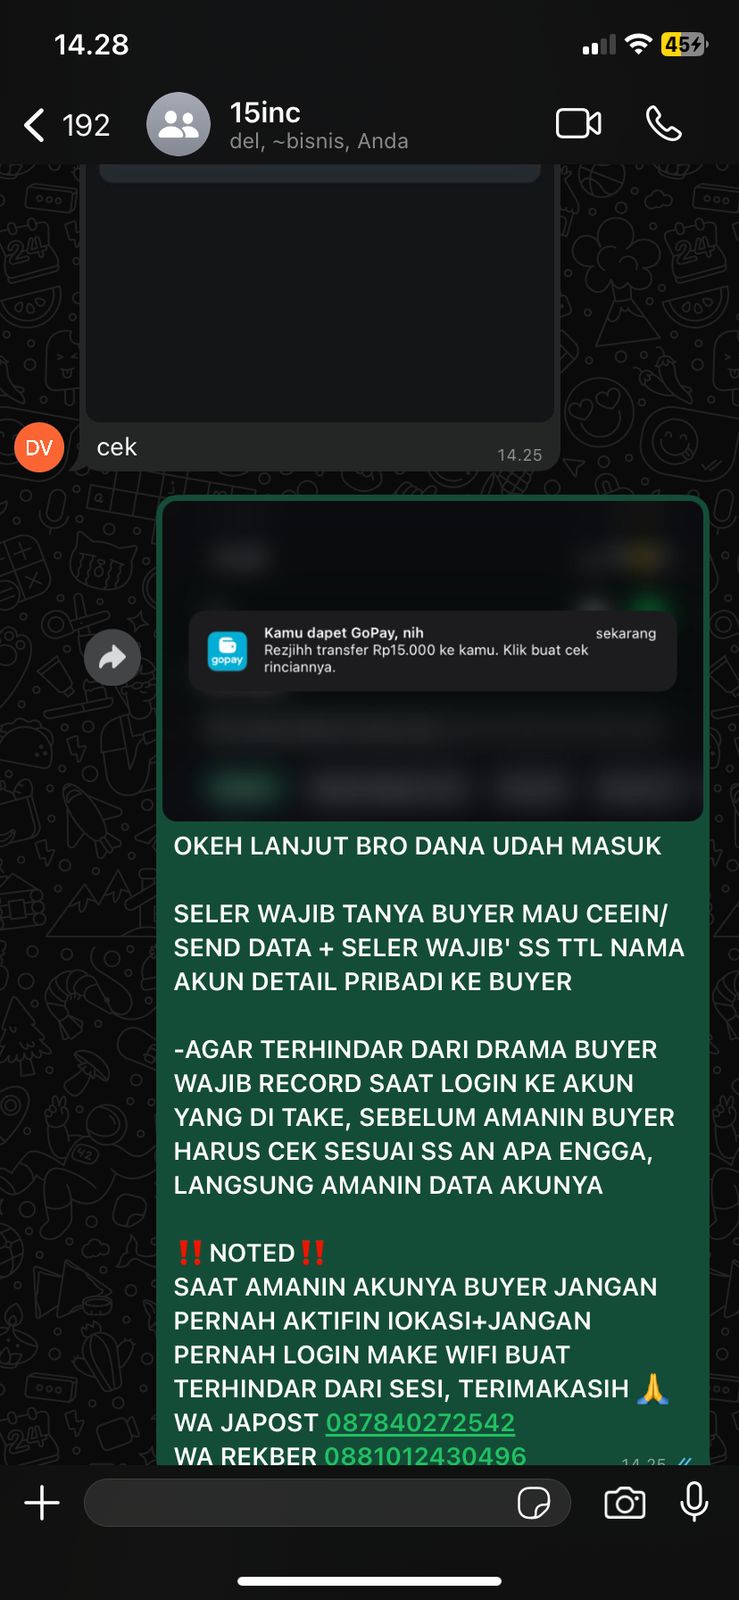 14.28
45
192
15inc
del, ~bisnis, Anda
DV
cek
14.25
Kamu dapet GoPay, nih
sekarang
gopay
Rezjihh transfer Rp15.000 ke kamu. Klik buat cek
rinciannya.
OKEH LANJUT BRO DANA UDAH MASUK
SELER WAJIB TANYA BUYER MAU CEEIN/
SEND DATA + SELER WAJIB' SS TTL NAMA
AKUN DETAIL PRIBADI KE BUYER
-AGAR TERHINDAR DARI DRAMA BUYER
WAJIB RECORD SAAT LOGIN KE AKUN
YANG DI TAKE, SEBELUM AMANIN BUYER
HARUS CEK SESUAI SS AN APA ENGGA,
LANGSUNG AMANIN DATA AKUNYA
‼️NOTED‼️
SAAT AMANIN AKUNYA BUYER JANGAN
PERNAH AKTIFIN lOKASI+JANGAN
PERNAH LOGIN MAKE WIFI BUAT
TERHINDAR DARI SESI, TERIMAKASIH 🙏
WA JAPOST 087840272542
WA REKBER 0881012430496
14.25